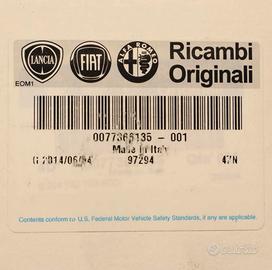 LANCIA
FIAT
ALFA ROMEO
Ricambi
Originali
EOM1
0077366135 - 001
Made in Italy
G 2014/06/04
97294
47N
Contents conform to U.S. Federal Motor Vehicle Safety Standards, if any are applicable.
subito